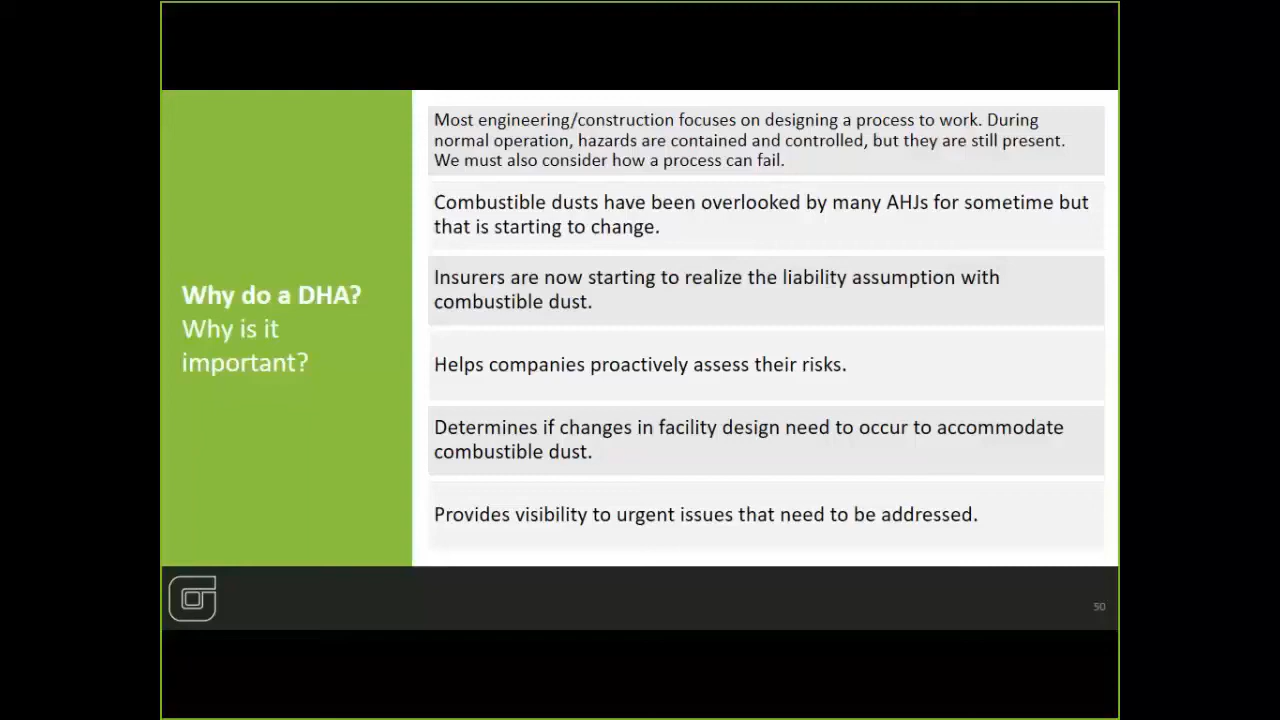 Why do a DHA?
Why is it
important?
Most engineering/construction focuses on designing a process to work. During
normal operation, hazards are contained and controlled, but they are still present.
We must also consider how a process can fail.
Combustible dusts have been overlooked by many AHJs for sometime but
that is starting to change.
Insurers are now starting to realize the liability assumption with
combustible dust.
Helps companies proactively assess their risks.
Determines if changes in facility design need to occur to accommodate
combustible dust.
Provides visibility to urgent issues that need to be addressed.
50